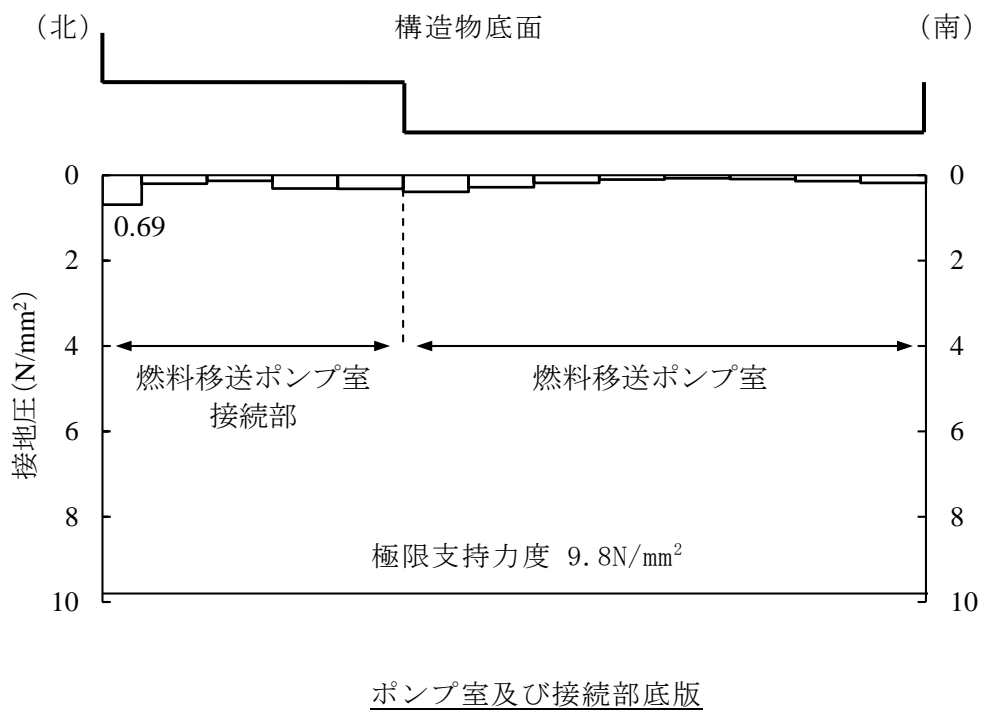 (北)
構造物底面
(南)
0
0
0.69
2
2
4
4
燃料移送ポンプ室
接続部
燃料移送ポンプ室
6
6
8
8
極限支持力度 9.8N/mm²
10
10
接地圧(N/mm²)
ポンプ室及び接続部底版